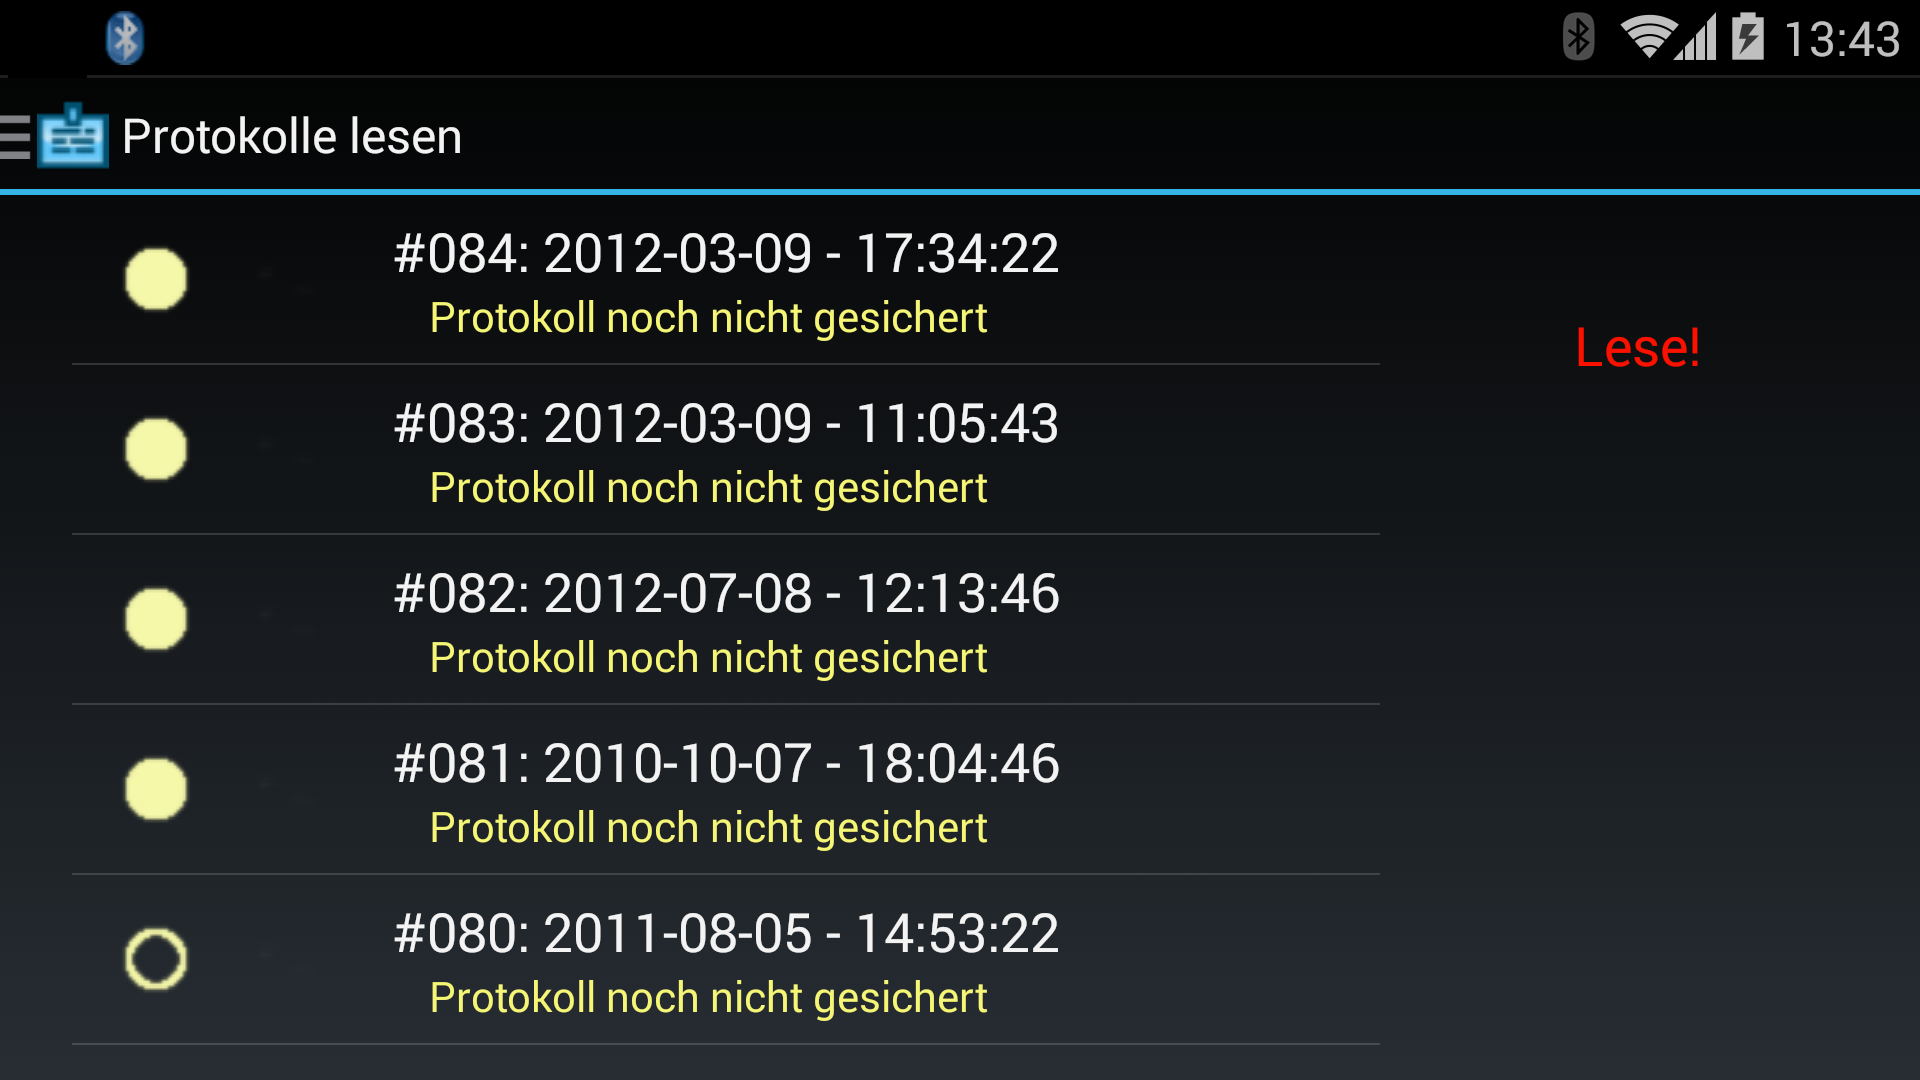 13:43
Protokolle lesen
#084: 2012-03-09 - 17:34:22
Protokoll noch nicht gesichert
Lese!
#083: 2012-03-09 - 11:05:43
Protokoll noch nicht gesichert
#082: 2012-07-08 - 12:13:46
Protokoll noch nicht gesichert
#081: 2010-10-07 - 18:04:46
Protokoll noch nicht gesichert
#080: 2011-08-05 - 14:53:22
Protokoll noch nicht gesichert